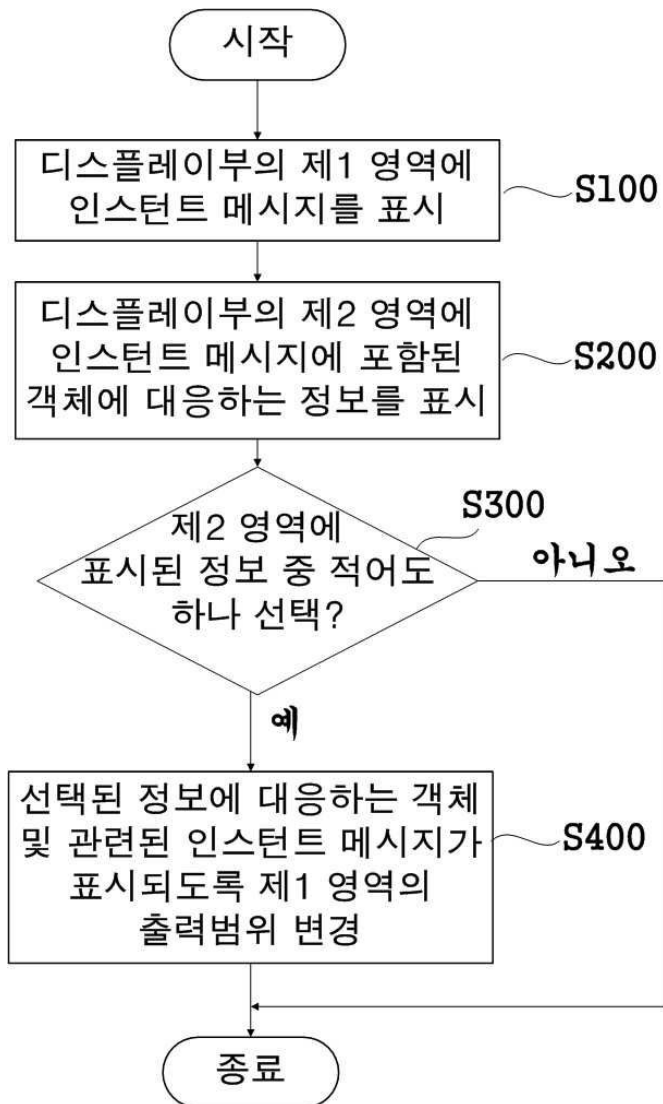 시작
디스플레이부의 제1 영역에
인스턴트 메시지를 표시
S100
디스플레이부의 제2 영역에
인스턴트 메시지에 포함된
객체에 대응하는 정보를 표시
S200
제2 영역에
표시된 정보 중 적어도
하나 선택?
S300
아니오
예
선택된 정보에 대응하는 객체
및 관련된 인스턴트 메시지가
표시되도록 제1 영역의
출력범위 변경
S400
종료